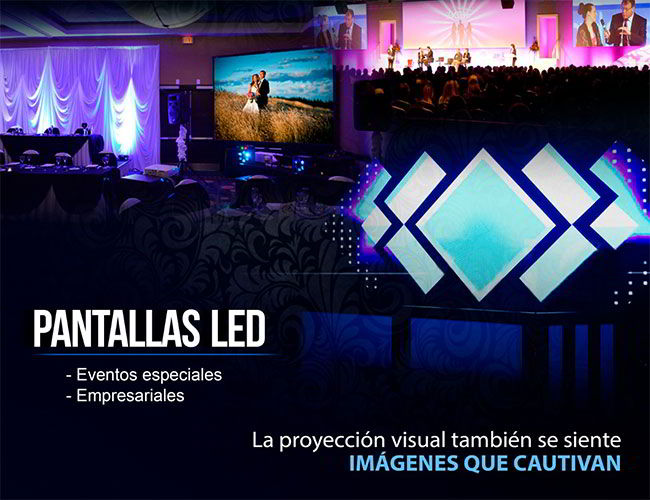 PANTALLAS LED
- Eventos especiales
- Empresariales
La proyección visual también se siente
IMÁGENES QUE CAUTIVAN